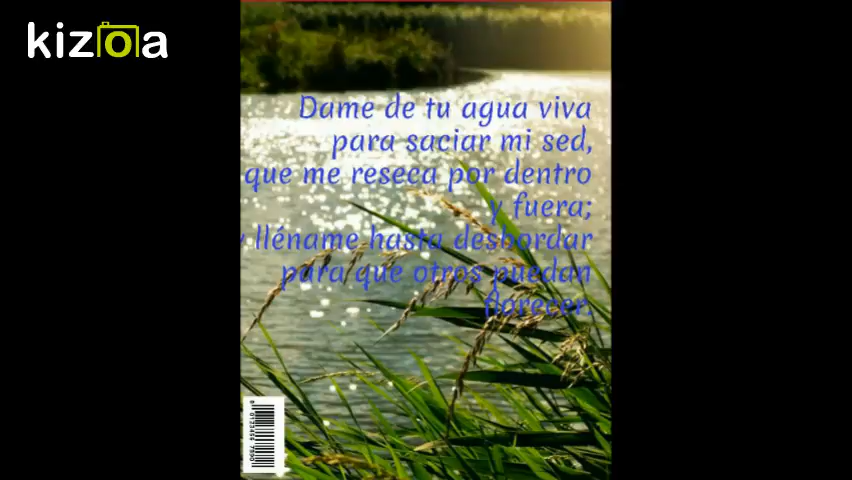 kizoa
Dame de tu agua viva
para saciar mi sed,
que me reseca por dentro
y fuera;
y lléname hasta desbordar
para que otros puedan
florecer.